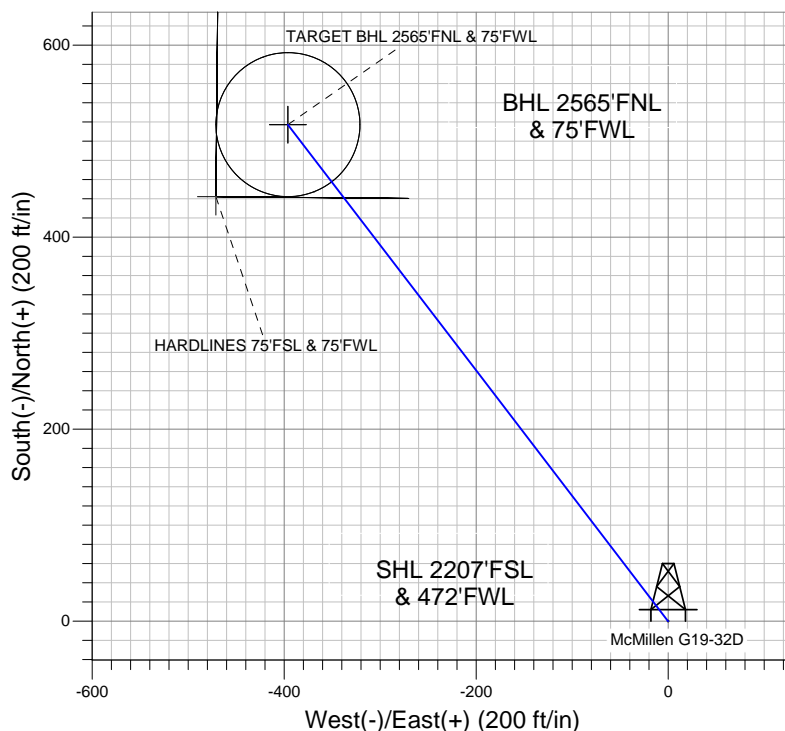 TARGET BHL 2565'FNL & 75'FWL
BHL 2565'FNL
& 75'FWL
HARDLINES 75'FSL & 75'FWL
SHL 2207'FSL
& 472'FWL
McMillen G19-32D
South(-)/North(+) (200 ft/in)
600
400
200
0
-600
-400
-200
0
West(-)/East(+) (200 ft/in)